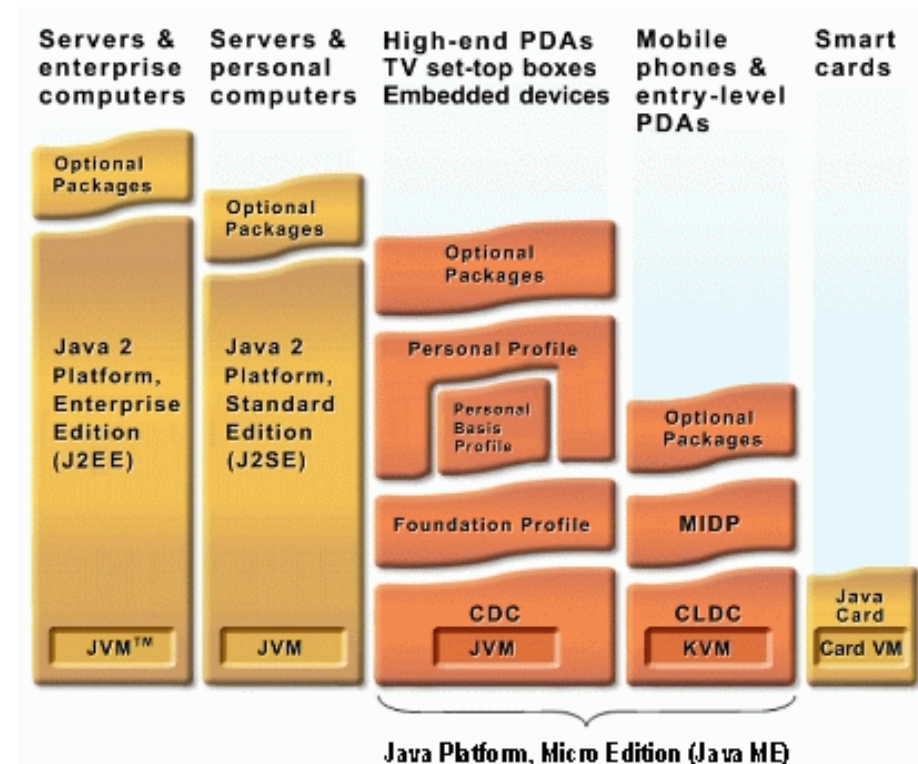 Servers &
enterprise
computers
Servers &
personal
computers
High-end PDAs
TV set-top boxes
Embedded devices
Mobile
phones &
entry-level
PDAs
Smart
cards
Optional
Packages
Java 2
Platform,
Enterprise
Edition
(J2EE)
JVM™
Optional
Packages
Java 2
Platform,
Standard
Edition
(J2SE)
JVM
Optional
Packages
Personal Profile
Personal
Basis
Profile
Foundation Profile
CDC
JVM
Optional
Packages
MIDP
CLDC
KVM
Java
Card
Card VM
Java Platform, Micro Edition (Java ME)